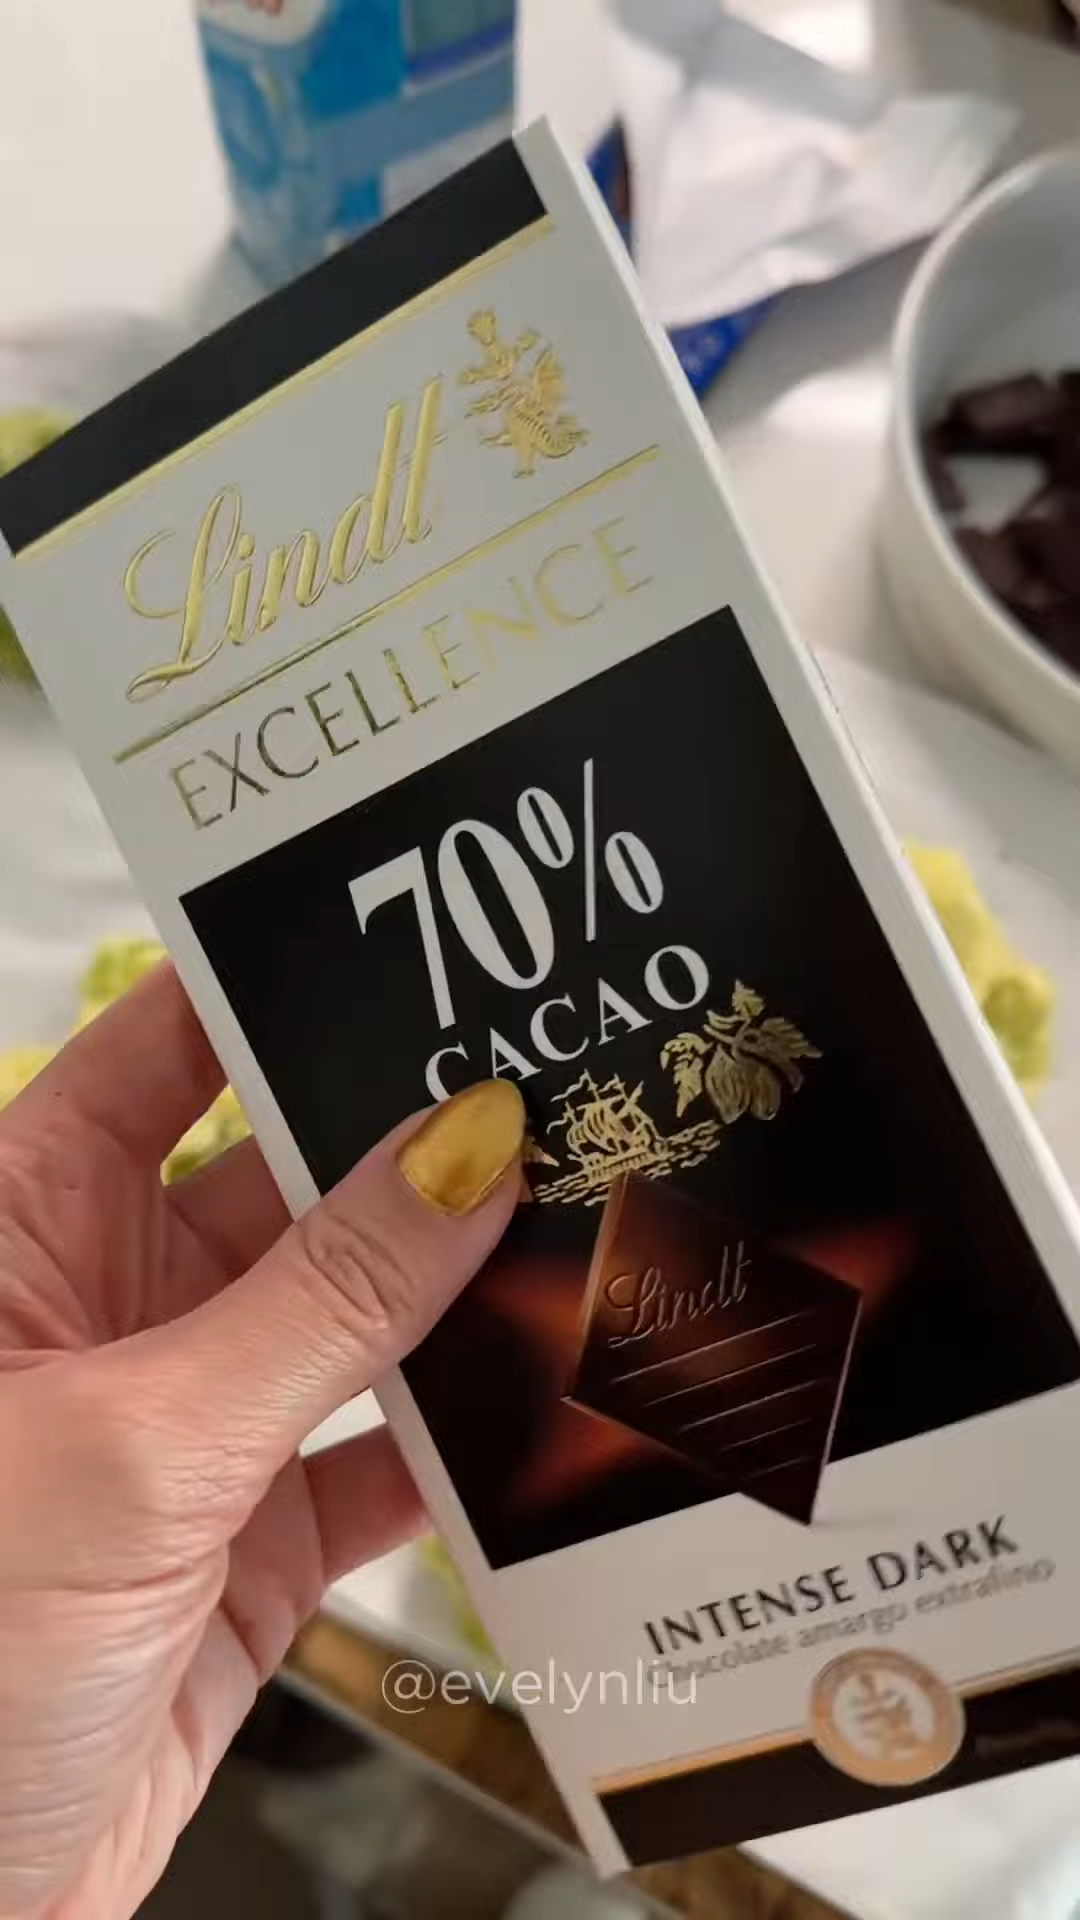 Lindt
EXCELLENCE
70%
CACAO
Lindt
INTENSE DARK
Chocolate amargo extrafino
@evelynliu